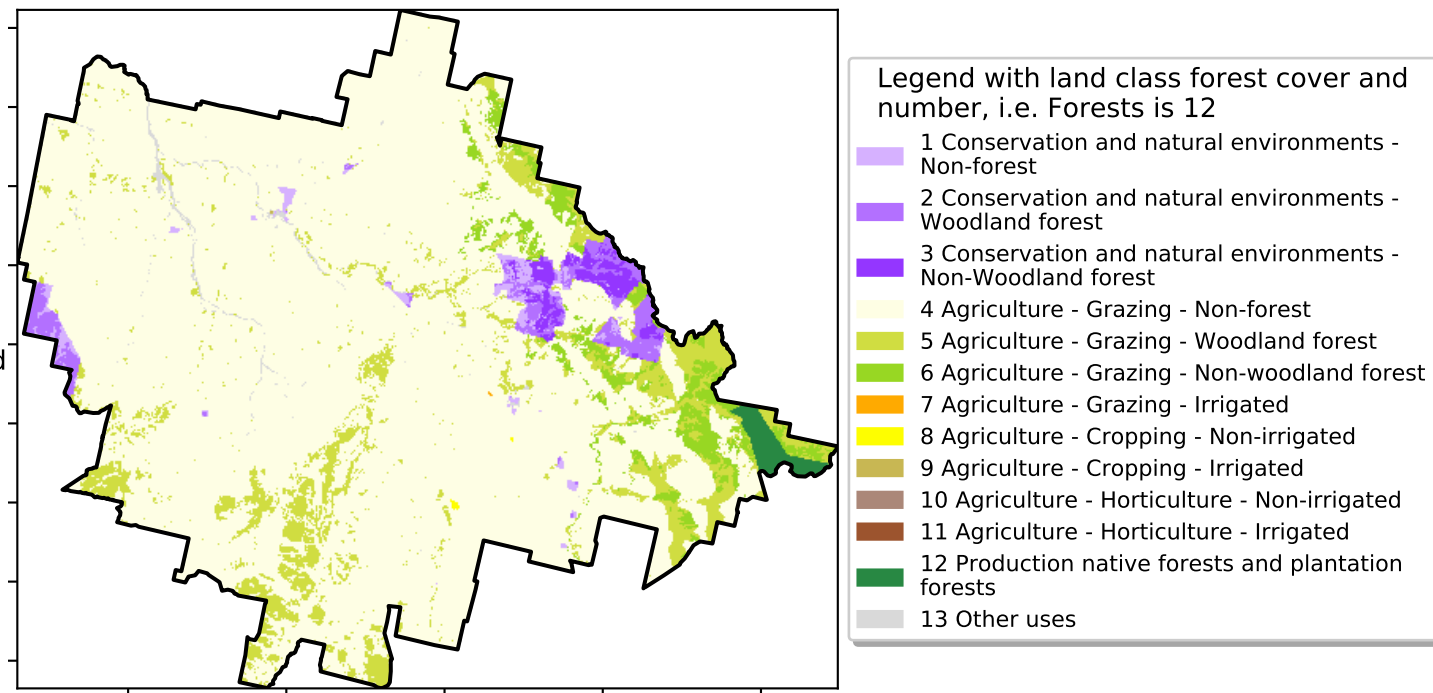 Legend with land class forest cover and
number, i.e. Forests is 12
1 Conservation and natural environments -
Non-forest
2 Conservation and natural environments -
Woodland forest
3 Conservation and natural environments -
Non-Woodland forest
4 Agriculture - Grazing - Non-forest
5 Agriculture - Grazing - Woodland forest
6 Agriculture - Grazing - Non-woodland forest
7 Agriculture - Grazing - Irrigated
8 Agriculture - Cropping - Non-irrigated
9 Agriculture - Cropping - Irrigated
10 Agriculture - Horticulture - Non-irrigated
11 Agriculture - Horticulture - Irrigated
12 Production native forests and plantation
forests
13 Other uses